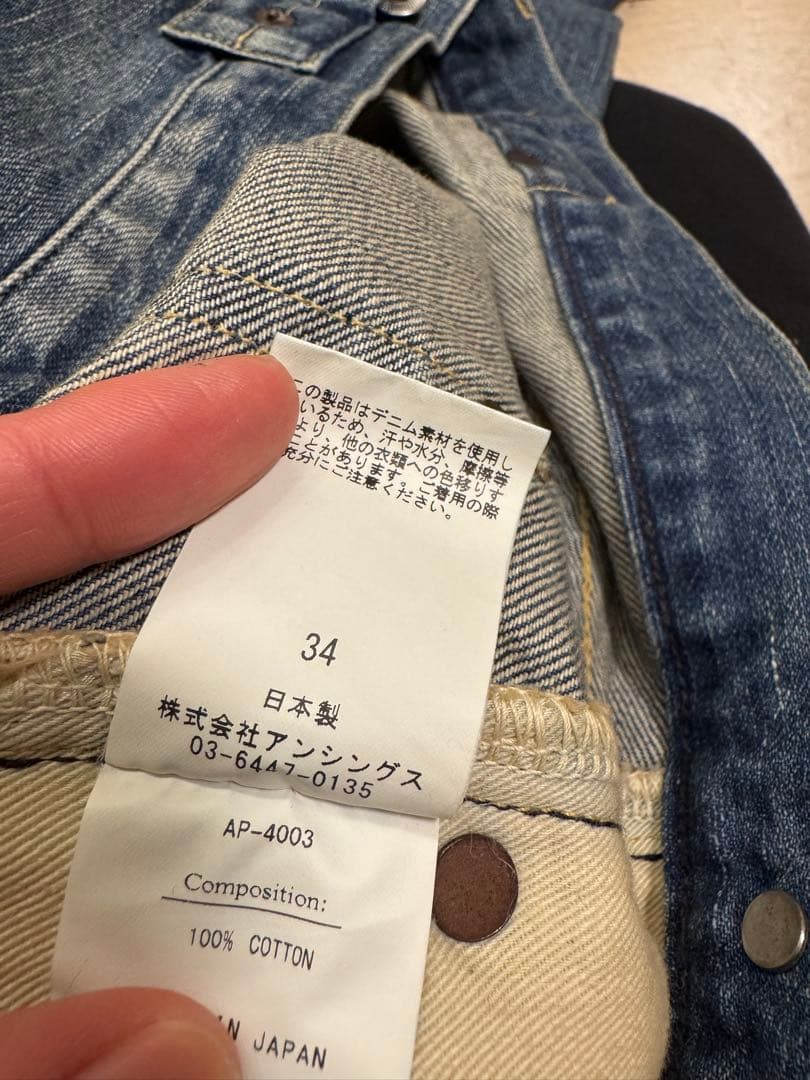 この製品はデニム素材を使用し
いるため、汗や水分、摩擦等
より、他の衣類への色移りす
ことがあります。ご着用の際
充分にご注意ください。
34
日本製
株式会社アンシングス
03-6447-0135
AP-4003
Composition:
100% COTTON
IN JAPAN